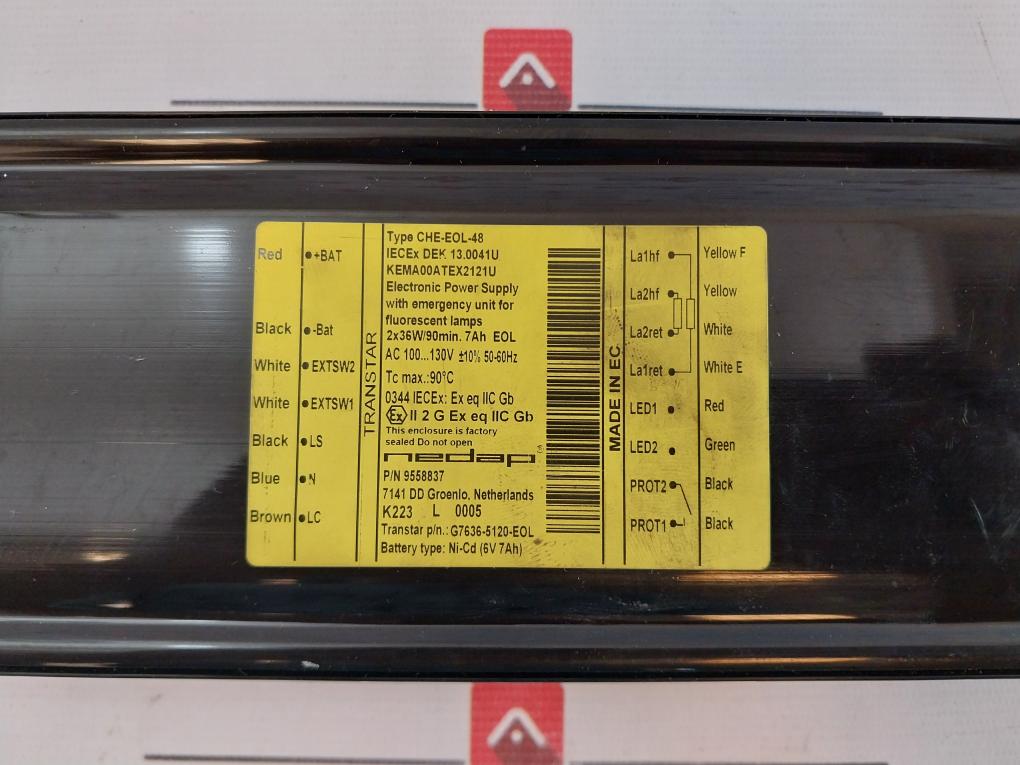 Red +BAT
Black -Bat
White EXTSW2
White EXTSW1
Black LS
Blue N
Brown LC
TRANSTAR
Type CHE-EOL-48
IECEx DEK 13.0041U
KEMA00ATEX2121U
Electronic Power Supply
with emergency unit for
fluorescent lamps
2x36W/90min. 7Ah EOL
AC 100...130V ±10% 50-60Hz
Tc max.:90°C
0344 IECEx: Ex eq IIC Gb
Ex II 2 G Ex eq IIC Gb
This enclosure is factory
sealed Do not open
nedap
P/N 9558837
7141 DD Groenlo, Netherlands
K223 L 0005
Transtar p/n.: G7636-5120-EOL
Battery type: Ni-Cd (6V 7Ah)
MADE IN EC
La1hf Yellow F
La2hf Yellow
La2ret White
La1ret White E
LED1 Red
LED2 Green
PROT2 Black
PROT1 Black